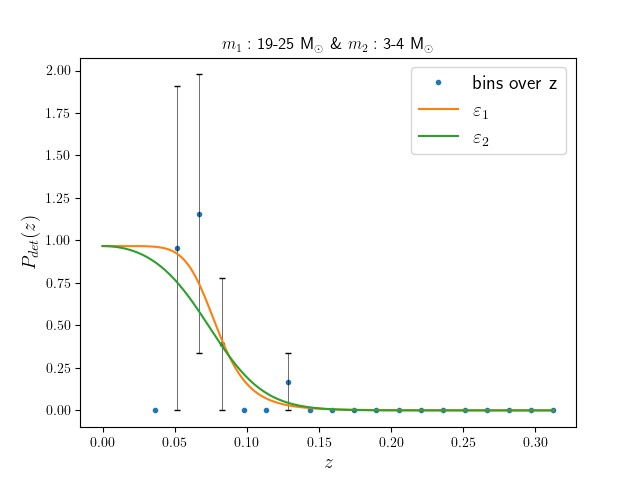 m₁ : 19-25 M⊙ & m₂ : 3-4 M⊙
2.00
1.75
1.50
1.25
1.00
0.75
0.50
0.25
0.00
P_det(z)
bins over z
ε₁
ε₂
0.00 0.05 0.10 0.15 0.20 0.25 0.30
z